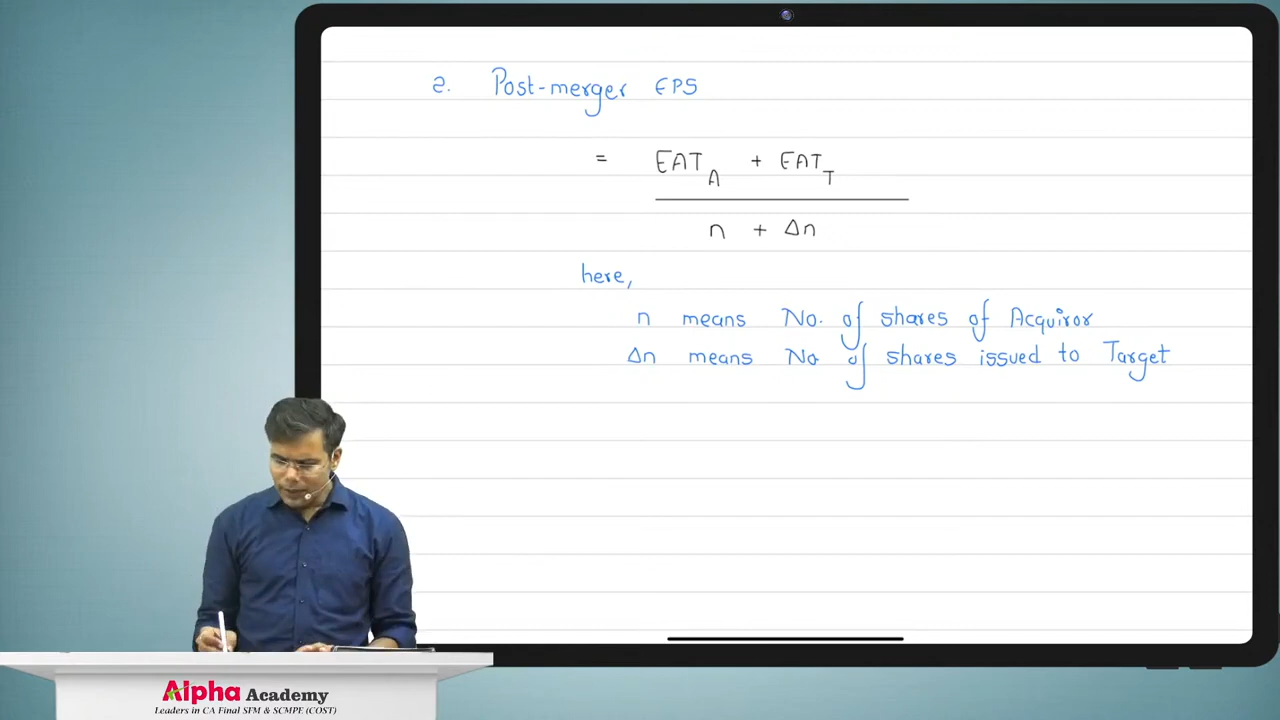 2. Post-merger EPS
= EAT_A + EAT_T
n + Δn
here,
n means No. of shares of Acquiror
Δn means No of shares issued to Target
Alpha Academy
Leaders in CA Final SFM & SCMPE (COST)